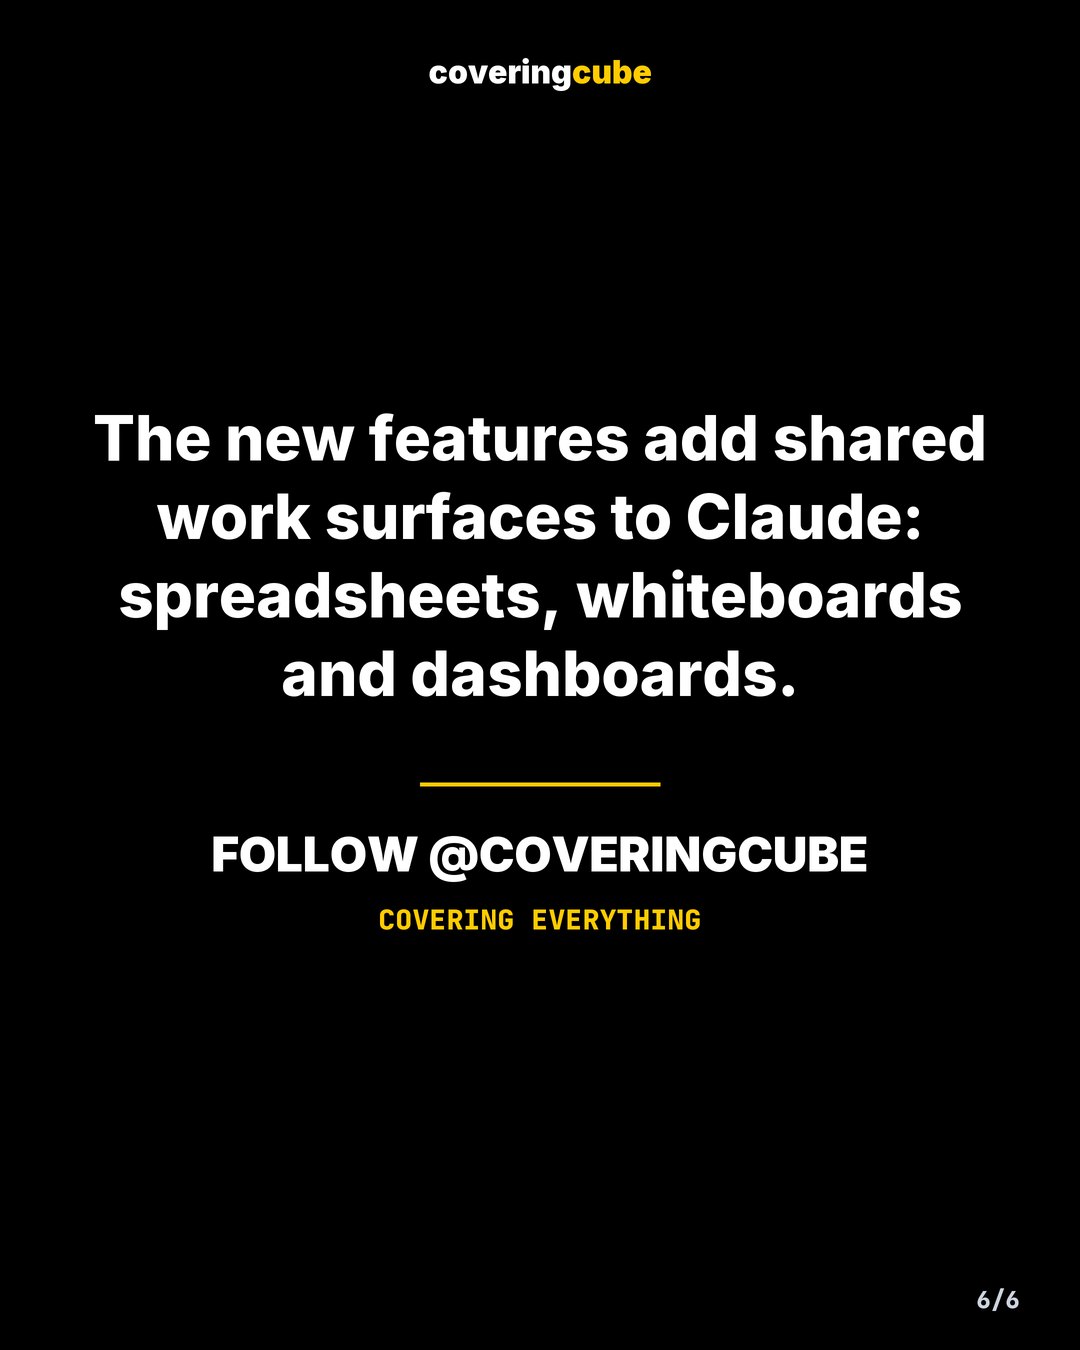 coveringcube
The new features add shared
work surfaces to Claude:
spreadsheets, whiteboards
and dashboards.
FOLLOW @COVERINGCUBE
COVERING EVERYTHING
6/6